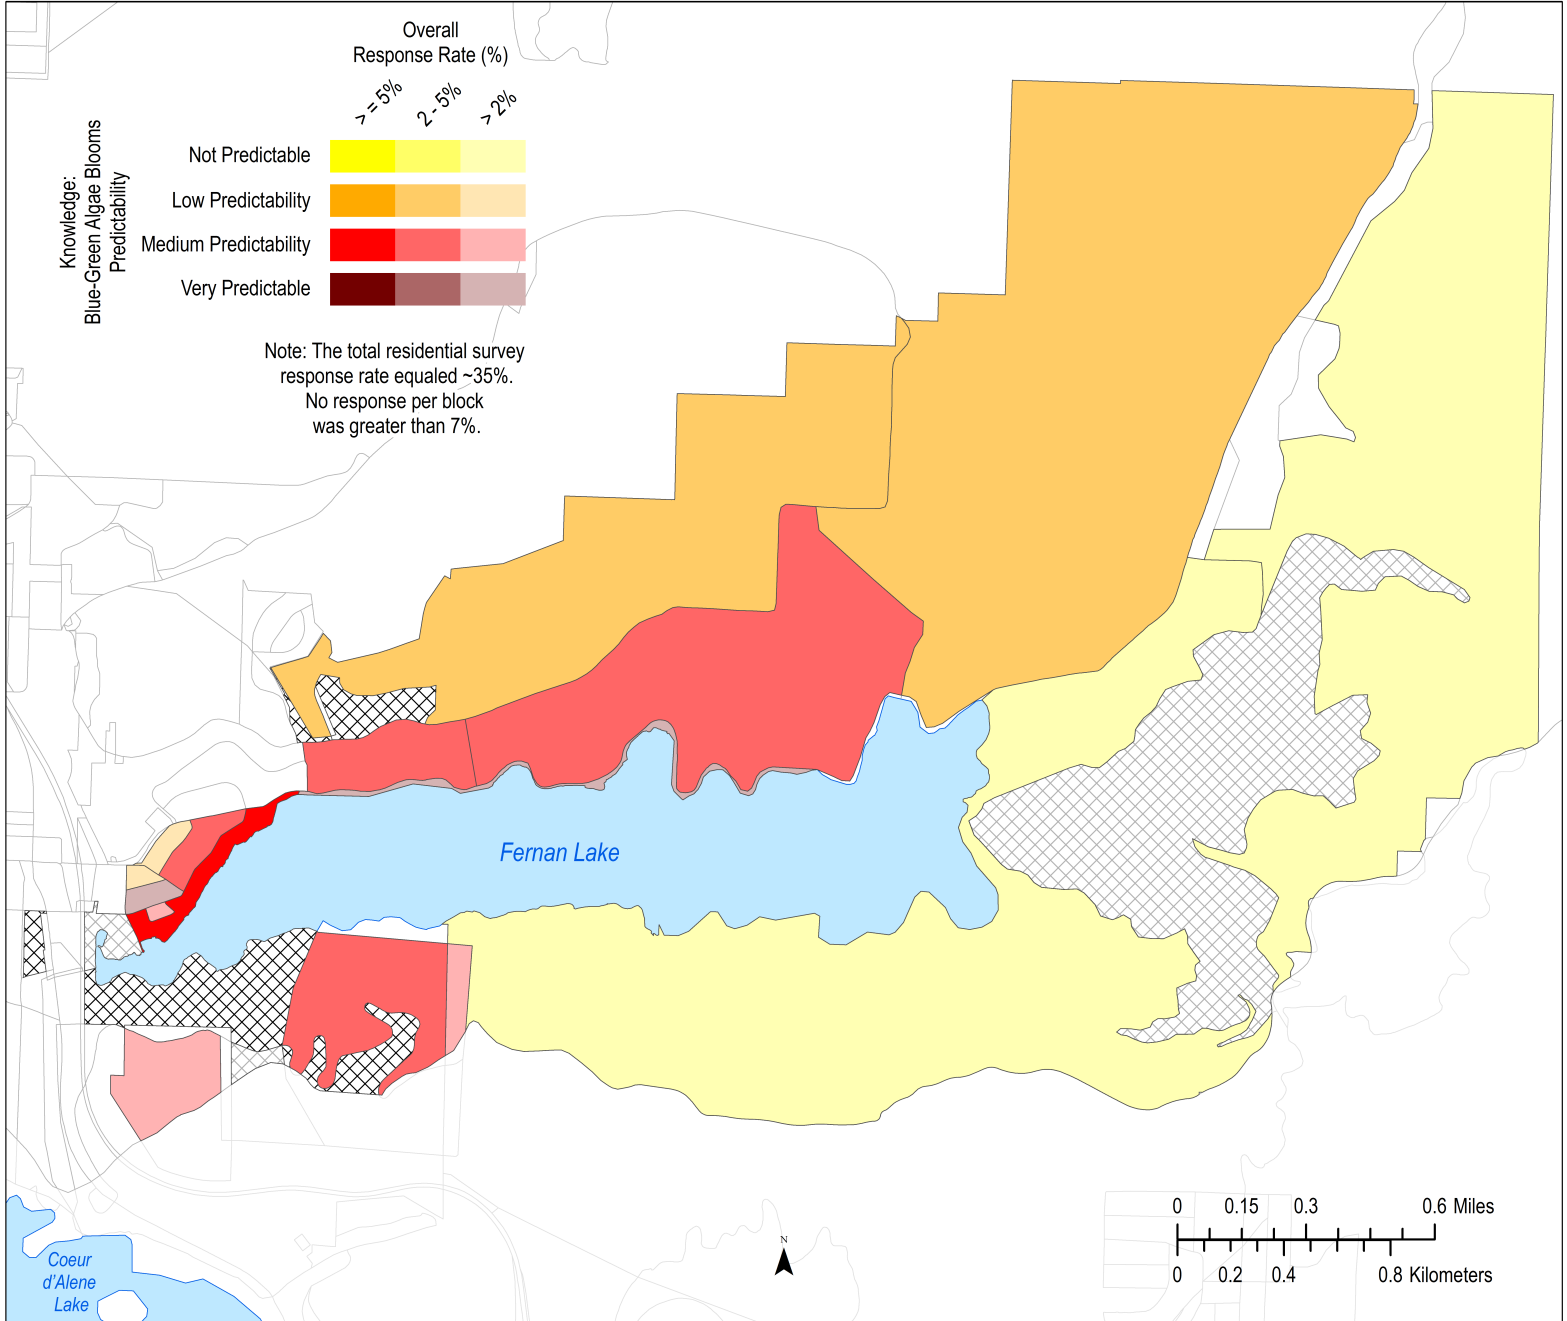 Overall
Response Rate (%)
> = 5%
2 - 5%
> 2%
Knowledge:
Blue-Green Algae Blooms
Predictability
Not Predictable
Low Predictability
Medium Predictability
Very Predictable
Note: The total residential survey
response rate equaled ~35%.
No response per block
was greater than 7%.
Fernan Lake
Coeur
d'Alene
Lake
N
0 0.15 0.3 0.6 Miles
0 0.2 0.4 0.8 Kilometers